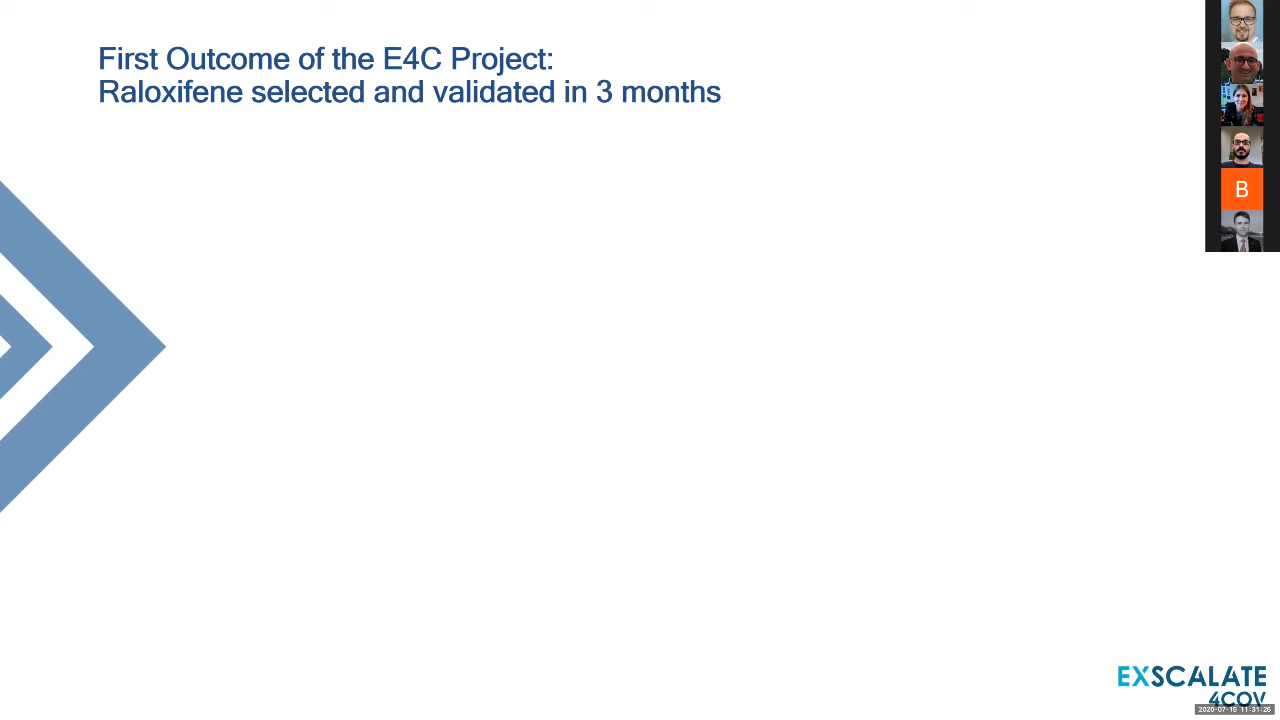 First Outcome of the E4C Project:
Raloxifene selected and validated in 3 months
B
EXSCALATE
4COV
2020-07-15 11:31:26